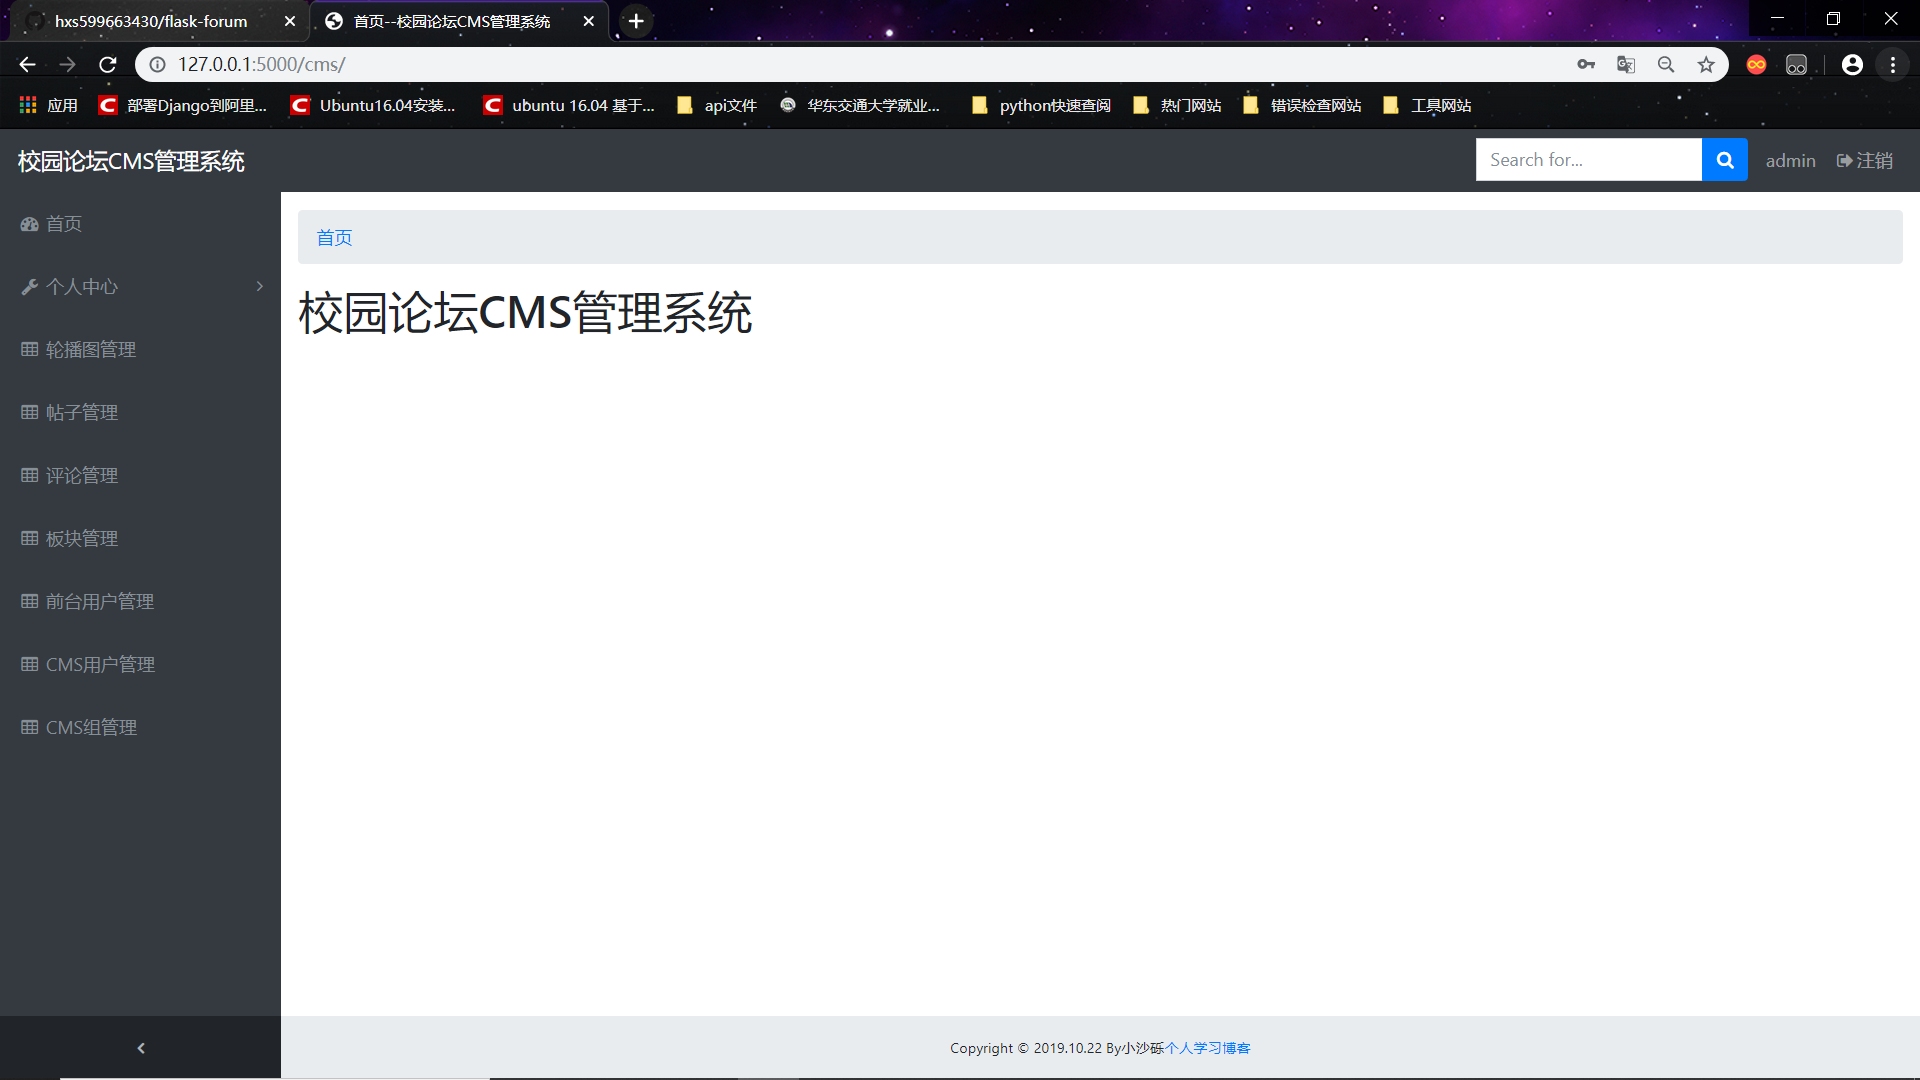 hxs599663430/flask-forum
首页--校园论坛CMS管理系统
127.0.0.1:5000/cms/
应用
部署Django到阿里...
Ubuntu16.04安装...
ubuntu 16.04 基于...
api文件
华东交通大学就业...
python快速查阅
热门网站
错误检查网站
工具网站
校园论坛CMS管理系统
Search for...
admin
注销
首页
个人中心
轮播图管理
帖子管理
评论管理
板块管理
前台用户管理
CMS用户管理
CMS组管理
首页
校园论坛CMS管理系统
Copyright © 2019.10.22 By小沙砾个人学习博客